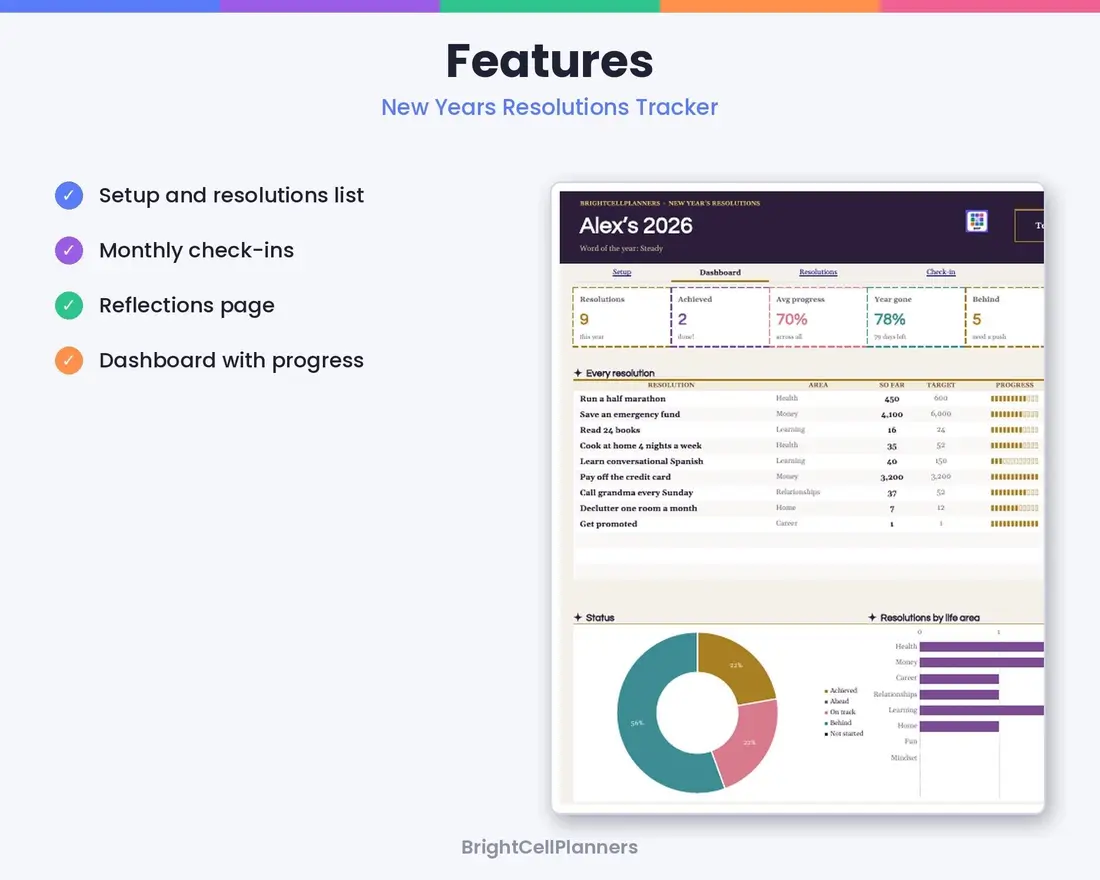 Features
New Years Resolutions Tracker
✓ Setup and resolutions list
✓ Monthly check-ins
✓ Reflections page
✓ Dashboard with progress
BRIGHTCELLPLANNERS · NEW YEAR'S RESOLUTIONS
Alex's 2026
Word of the year: Steady
Setup Dashboard Resolutions Check-in
Resolutions Achieved Avg progress Year gone Behind
9 2 70% 78% 5
this year done! across all 79 days left need a push
✦ Every resolution
RESOLUTION AREA SO FAR TARGET PROGRESS
Run a half marathon Health 450 600
Save an emergency fund Money 4,100 6,000
Read 24 books Learning 16 24
Cook at home 4 nights a week Health 35 52
Learn conversational Spanish Learning 40 150
Pay off the credit card Money 3,200 3,200
Call grandma every Sunday Relationships 37 52
Declutter one room a month Home 7 12
Get promoted Career 1 1
✦ Status ✦ Resolutions by life area
22%
22%
56%
Achieved
Ahead
On track
Behind
Not started
0 1
Health
Money
Career
Relationships
Learning
Home
Fun
Mindset
BrightCellPlanners